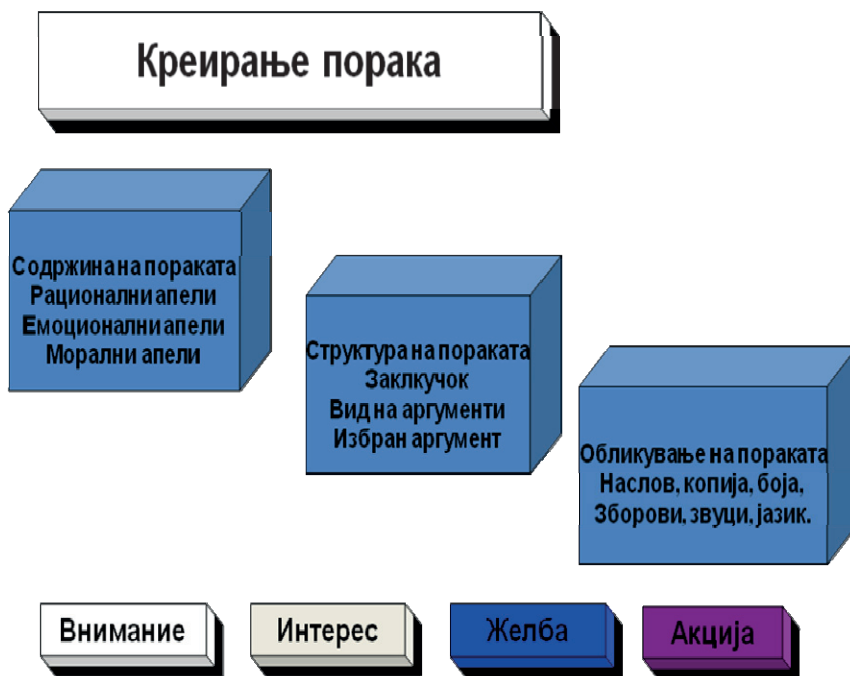 Креирање порака
Содржина на пораката
Рационални апели
Емоционални апели
Морални апели
Структура на пораката
Заклкучок
Вид на аргументи
Избран аргумент
Обликување на пораката
Наслов, копија, боја,
Зборови, звуци, јазик.
Внимание
Интерес
Желба
Акција